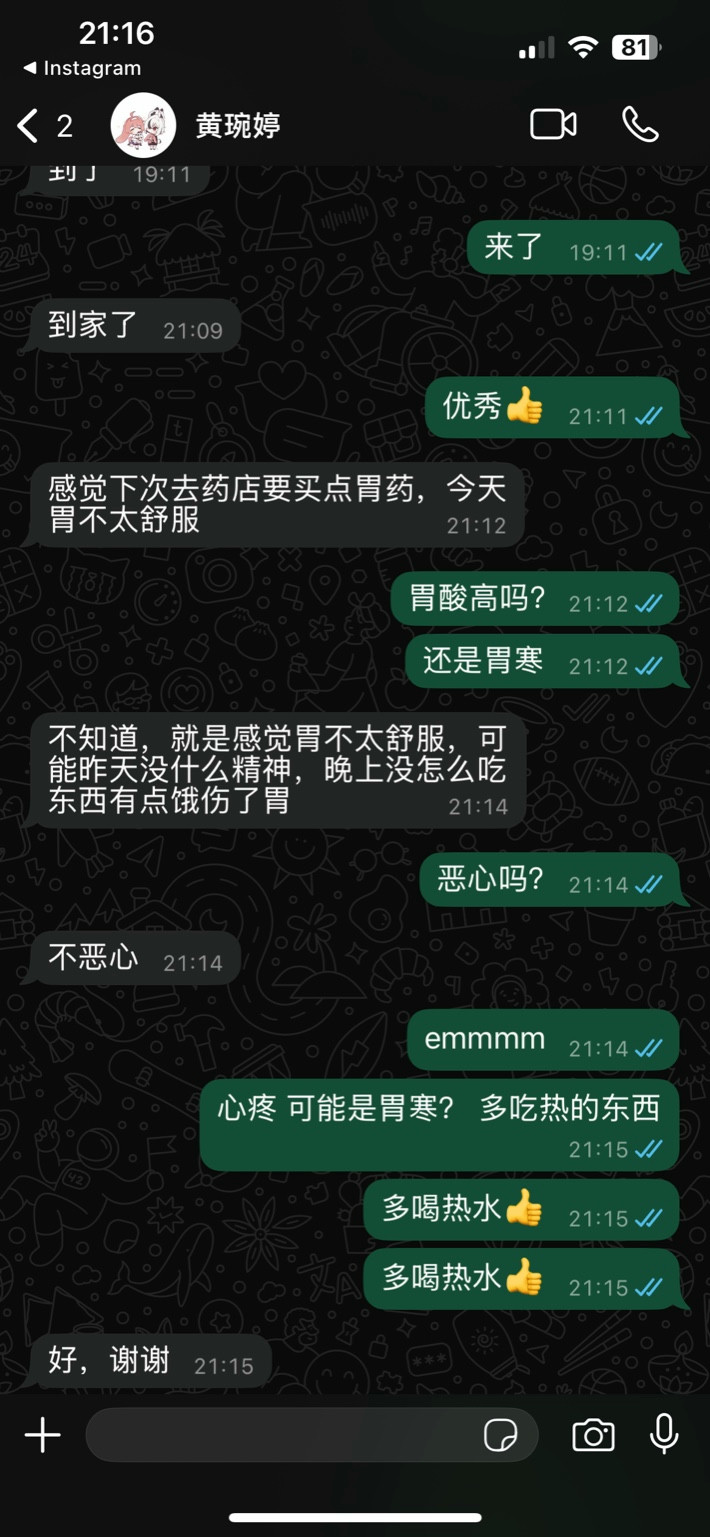 21:16
81
◀ Instagram
2
黄琬婷
到了 19:11
来了 19:11
到家了 21:09
优秀👍 21:11
感觉下次去药店要买点胃药，今天
胃不太舒服
21:12
胃酸高吗? 21:12
还是胃寒 21:12
不知道，就是感觉胃不太舒服，可
能昨天没什么精神，晚上没怎么吃
东西有点饿伤了胃
21:14
恶心吗? 21:14
不恶心 21:14
emmmm 21:14
心疼 可能是胃寒? 多吃热的东西
21:15
多喝热水👍 21:15
多喝热水👍 21:15
好，谢谢 21:15